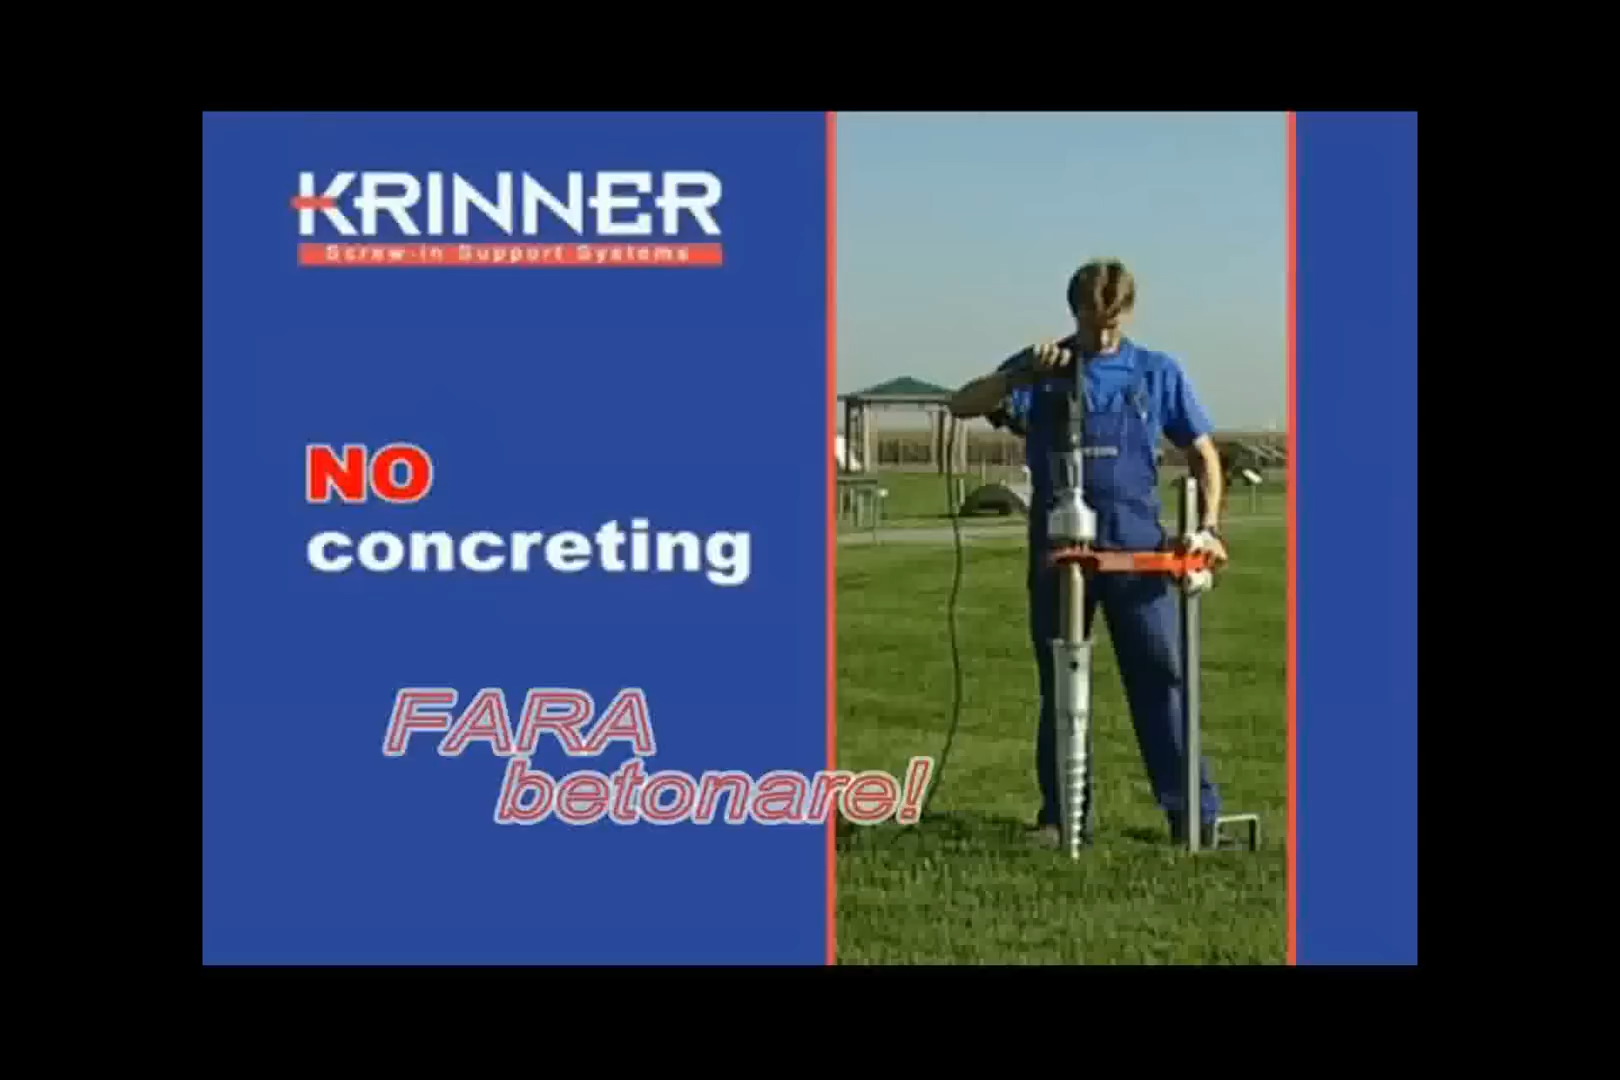 KRINNER
Screw-in Support Systems
NO
concreting
FARA
betonare!